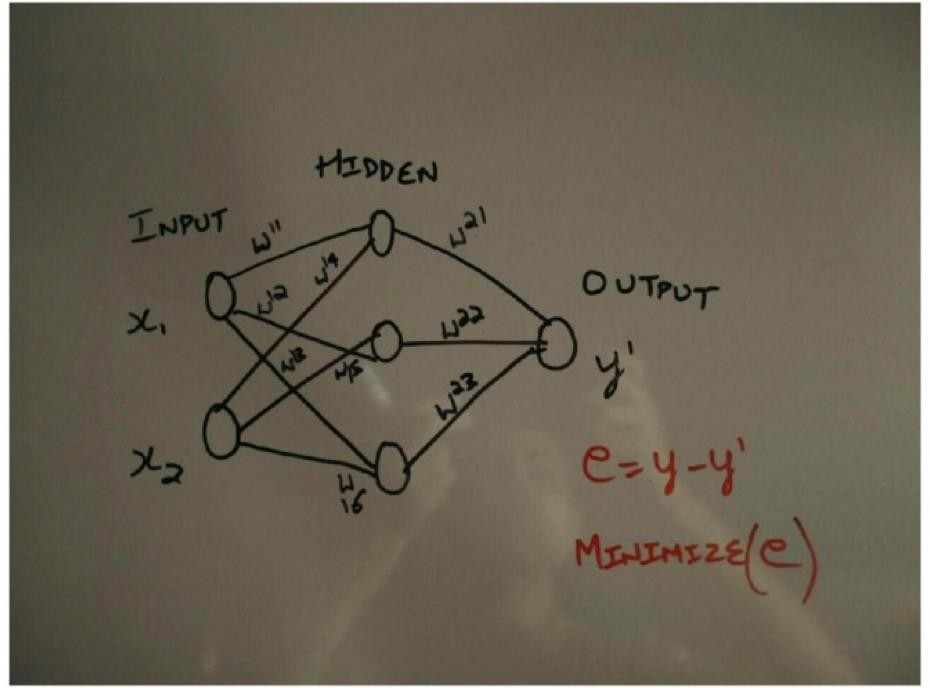 HIDDEN
INPUT
w11
w14
w21
w12
OUTPUT
x1
w22
w13
w15
y'
w23
x2
e=y-y'
w16
MINIMIZE(e)